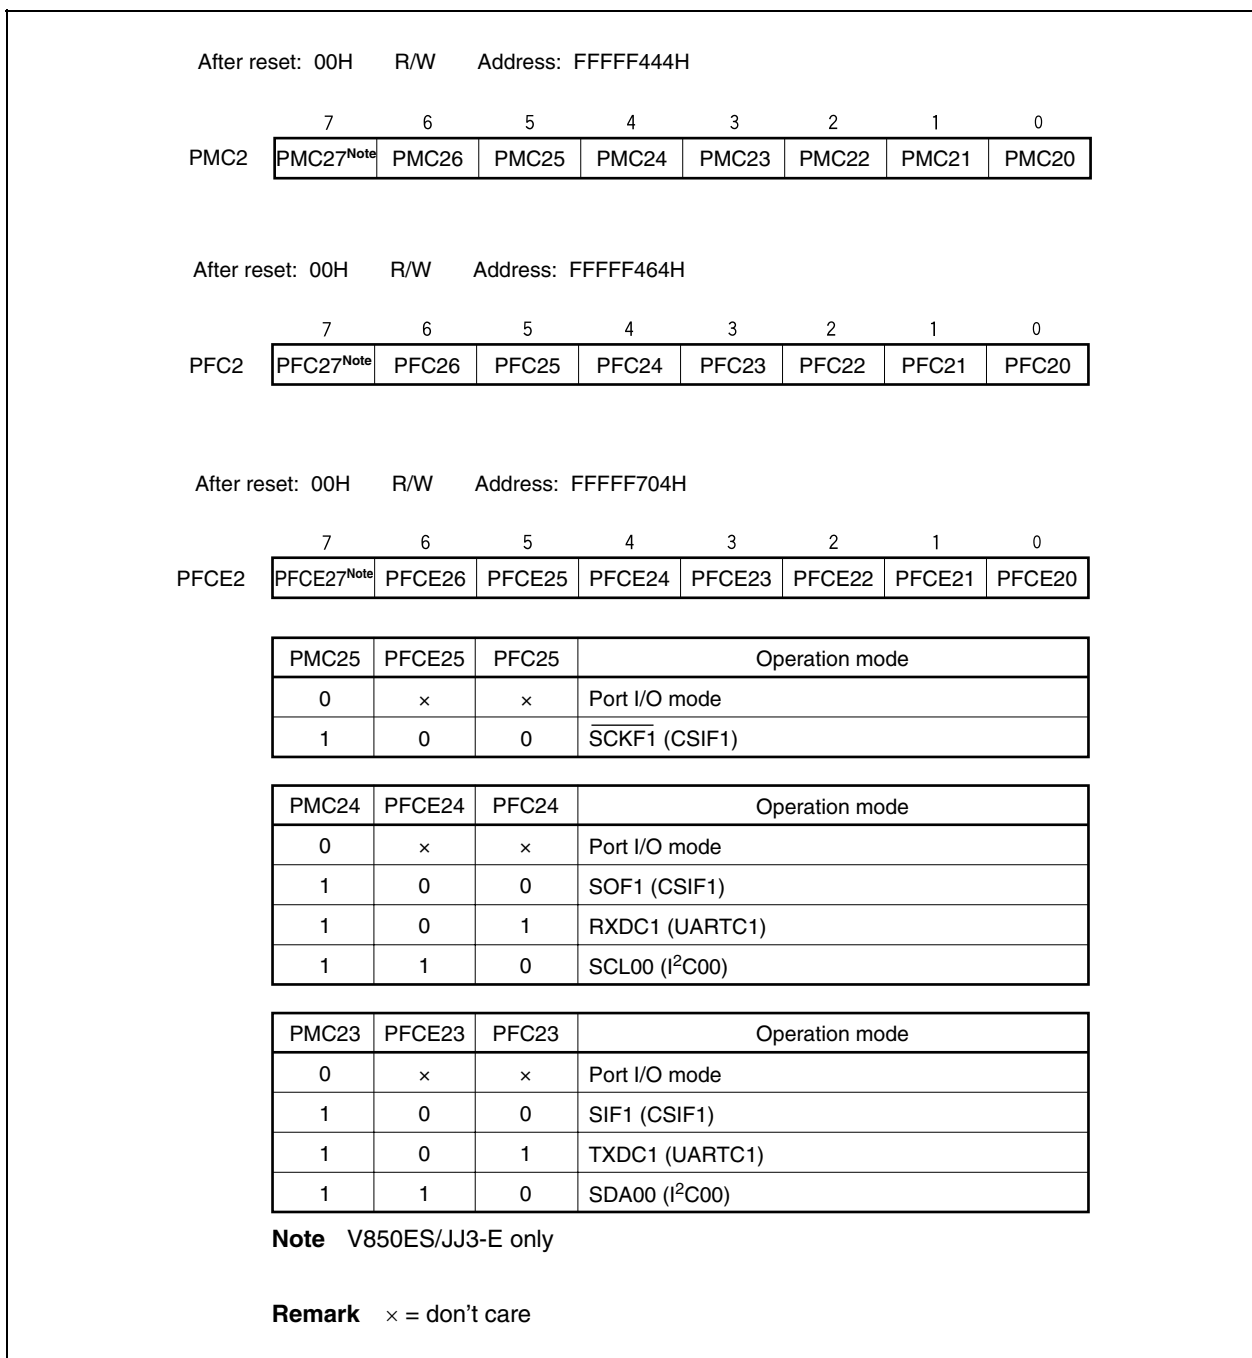 After reset: 00H R/W Address: FFFFF444H
7 6 5 4 3 2 1 0
PMC2 PMC27Note PMC26 PMC25 PMC24 PMC23 PMC22 PMC21 PMC20
After reset: 00H R/W Address: FFFFF464H
7 6 5 4 3 2 1 0
PFC2 PFC27Note PFC26 PFC25 PFC24 PFC23 PFC22 PFC21 PFC20
After reset: 00H R/W Address: FFFFF704H
7 6 5 4 3 2 1 0
PFCE2 PFCE27Note PFCE26 PFCE25 PFCE24 PFCE23 PFCE22 PFCE21 PFCE20
PMC25 PFCE25 PFC25 Operation mode
0 × × Port I/O mode
1 0 0 SCKF1 (CSIF1)
PMC24 PFCE24 PFC24 Operation mode
0 × × Port I/O mode
1 0 0 SOF1 (CSIF1)
1 0 1 RXDC1 (UARTC1)
1 1 0 SCL00 (I²C00)
PMC23 PFCE23 PFC23 Operation mode
0 × × Port I/O mode
1 0 0 SIF1 (CSIF1)
1 0 1 TXDC1 (UARTC1)
1 1 0 SDA00 (I²C00)
Note V850ES/JJ3-E only
Remark × = don't care